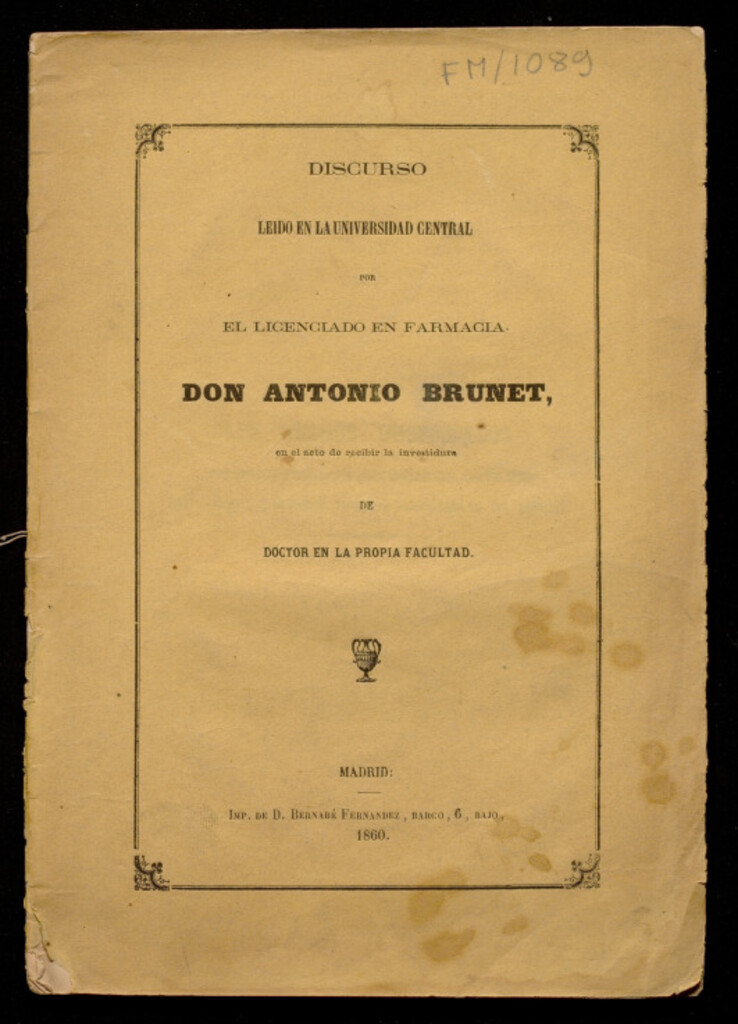 FM/1089
DISCURSO
LEIDO EN LA UNIVERSIDAD CENTRAL
POR
EL LICENCIADO EN FARMACIA
DON ANTONIO BRUNET,
en el acto de recibir la investidura
DE
DOCTOR EN LA PROPIA FACULTAD.
MADRID:
IMP. DE D. BERNABÉ FERNANDEZ, BARCO, 6, BAJO,
1860.